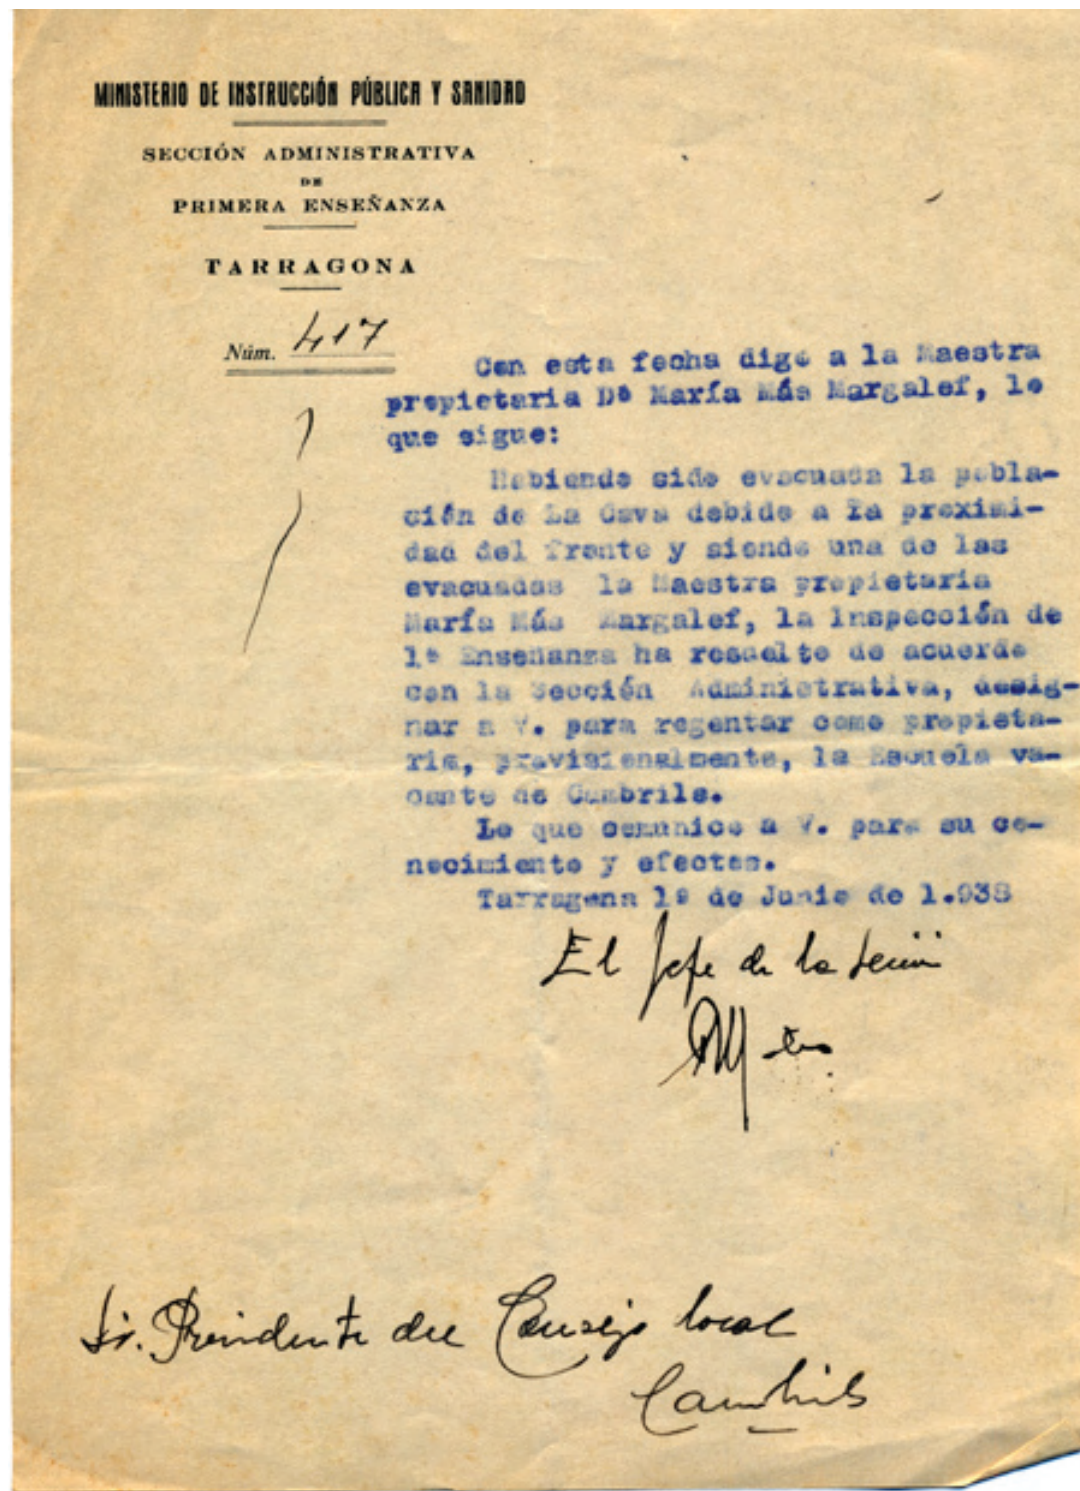 MINISTERIO DE INSTRUCCIÓN PÚBLICA Y SANIDAD
SECCIÓN ADMINISTRATIVA
DE
PRIMERA ENSEÑANZA
TARRAGONA
Núm. 417
Con esta fecha digo a la Maestra
propietaria Dª María Más Margalef, lo
que sigue:
Habiendo sido evacuada la pobla-
ción de La Cava debido a la proximi-
dad del frente y siendo una de las
evacuadas la Maestra propietaria
María Más Margalef, la Inspección de
1ª Enseñanza ha resuelto de acuerdo
con la Sección Administrativa, desig-
nar a V. para regentar como propieta-
ria, provisionalmente, la Escuela va-
cante de Cambrils.
Lo que comunico a V. para su co-
nocimiento y efectos.
Tarragona 1º de Junio de 1.938
El Jefe de la Sección
Sr. Presidente del Consejo local
Cambrils